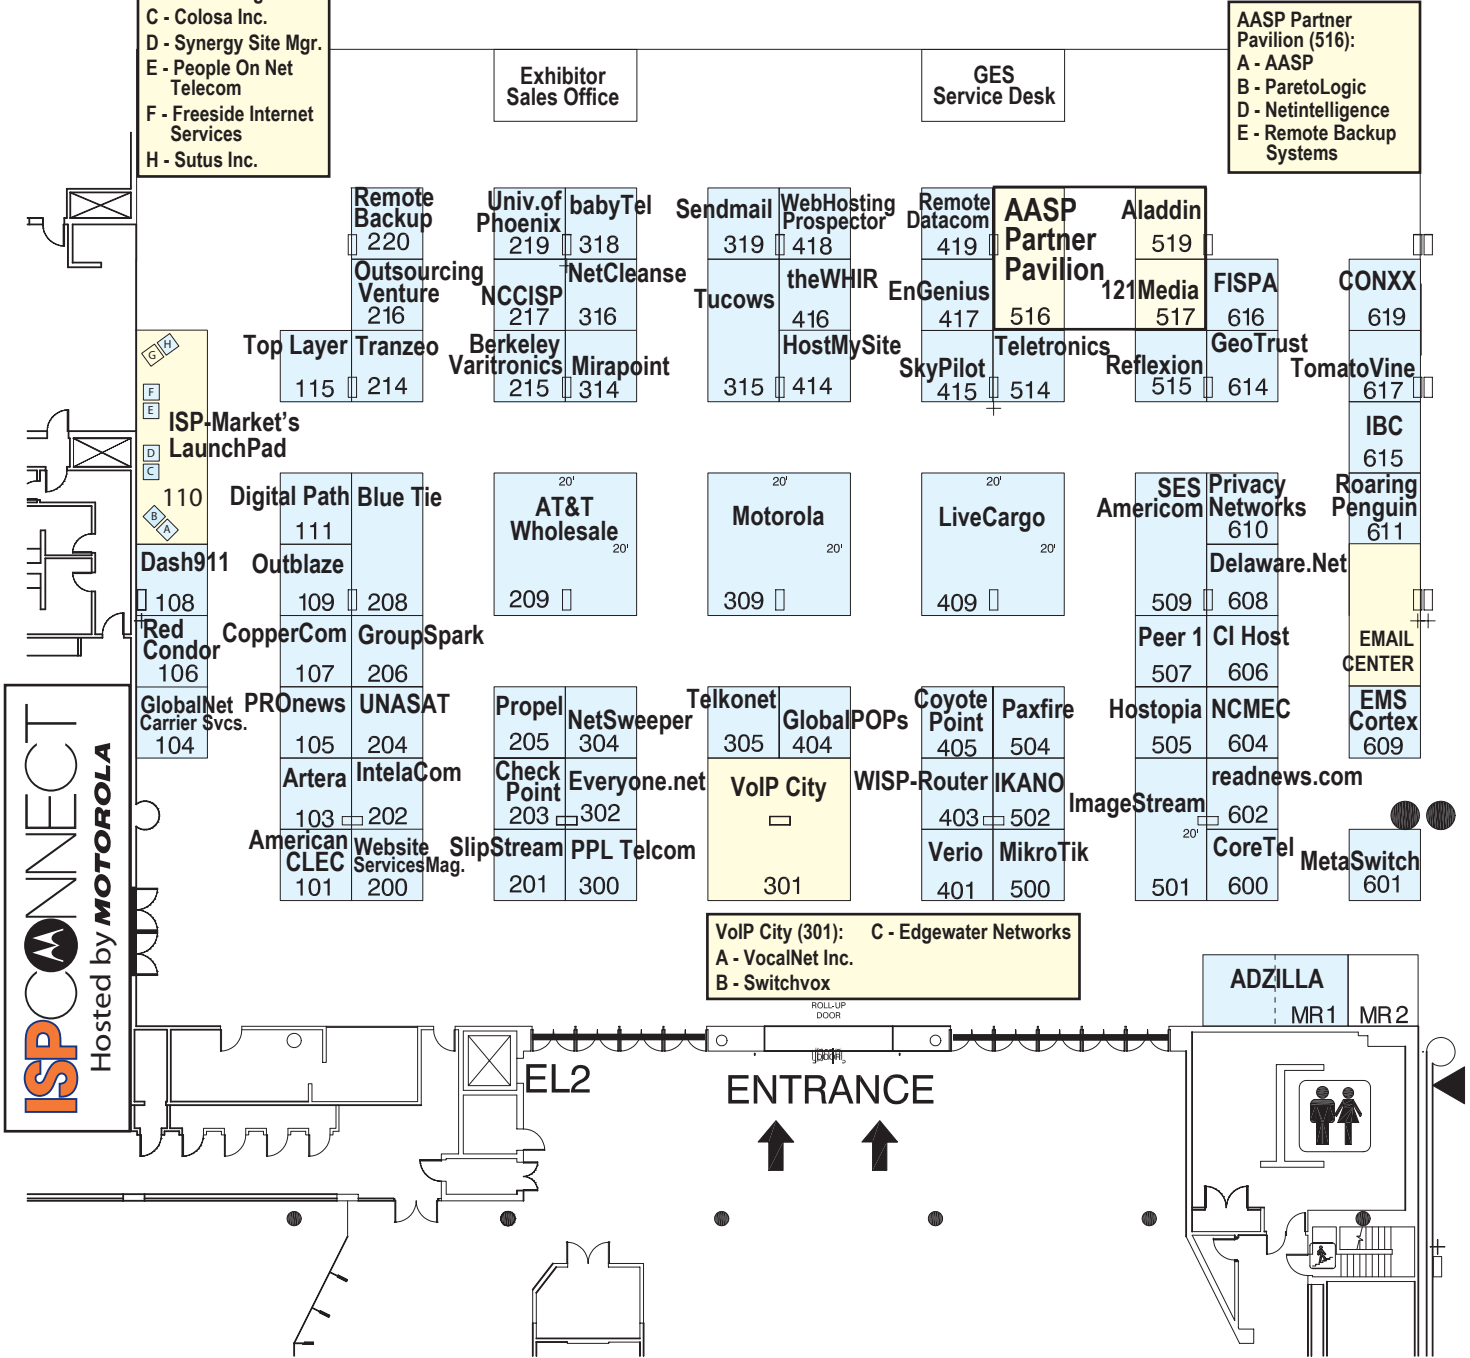 C - Colosa Inc.
D - Synergy Site Mgr.
E - People On Net
Telecom
F - Freeside Internet
Services
H - Sutus Inc.
Exhibitor
Sales Office
GES
Service Desk
AASP Partner
Pavilion (516):
A - AASP
B - ParetoLogic
D - Netintelligence
E - Remote Backup
Systems
Remote
Backup
220
Univ.of
Phoenix
219
babyTel
318
Sendmail
319
WebHosting
Prospector
418
Remote
Datacom
419
AASP
Partner
Pavilion
516
Aladdin
519
Outsourcing
Venture
216
NCCISP
217
NetCleanse
316
Tucows
315
theWHIR
416
EnGenius
417
121Media
517
FISPA
616
CONXX
619
Top Layer
115
Tranzeo
214
Berkeley
Varitronics
215
Mirapoint
314
HostMySite
414
SkyPilot
415
Teletronics
514
Reflexion
515
GeoTrust
614
TomatoVine
617
IBC
615
H
G
F
E
D
C
B
A
ISP-Market's
LaunchPad
110
Digital Path
111
Blue Tie
208
20'
AT&T
Wholesale
20'
209
20'
Motorola
20'
309
20'
LiveCargo
20'
409
SES
Americom
509
Privacy
Networks
610
Roaring
Penguin
611
Dash911
108
Outblaze
109
Delaware.Net
608
Red
Condor
106
CopperCom
107
GroupSpark
206
Peer 1
507
CI Host
606
EMAIL
CENTER
GlobalNet
Carrier Svcs.
104
PROnews
105
UNASAT
204
Propel
205
NetSweeper
304
Telkonet
305
GlobalPOPs
404
Coyote
Point
405
Paxfire
504
Hostopia
505
NCMEC
604
EMS
Cortex
609
Artera
103
IntelaCom
202
Check
Point
203
Everyone.net
302
VoIP City
301
WISP-Router
403
IKANO
502
ImageStream
20'
501
readnews.com
602
American
CLEC
101
Website
ServicesMag.
200
SlipStream
201
PPL Telcom
300
Verio
401
MikroTik
500
CoreTel
600
MetaSwitch
601
ISPCONNECT
Hosted by MOTOROLA
VoIP City (301):
A - VocalNet Inc.
B - Switchvox
C - Edgewater Networks
ADZILLA
MR1
MR2
ROLL-UP
DOOR
EL2
ENTRANCE